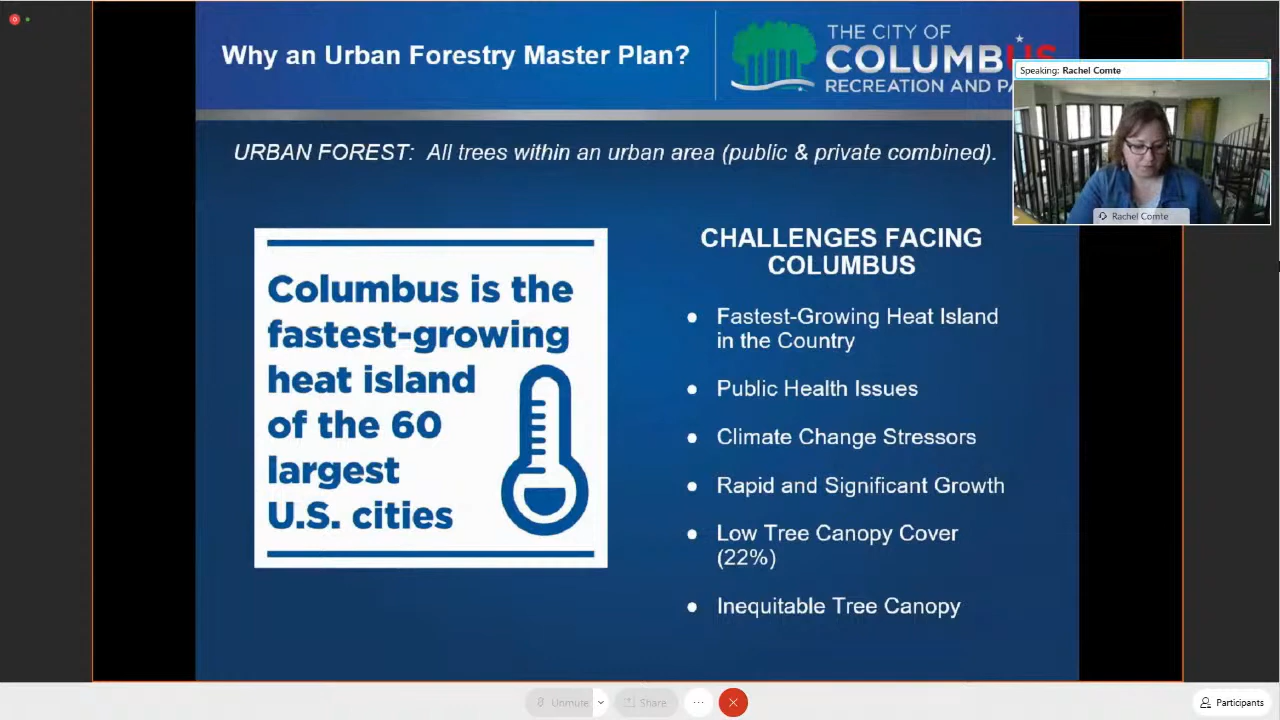 Why an Urban Forestry Master Plan?
THE CITY OF
COLUMBUS
RECREATION AND PA
Speaking: Rachel Comte
Rachel Comte
URBAN FOREST: All trees within an urban area (public & private combined).
Columbus is the
fastest-growing
heat island
of the 60
largest
U.S. cities
CHALLENGES FACING
COLUMBUS
● Fastest-Growing Heat Island
in the Country
● Public Health Issues
● Climate Change Stressors
● Rapid and Significant Growth
● Low Tree Canopy Cover
(22%)
● Inequitable Tree Canopy
Unmute
Share
Participants